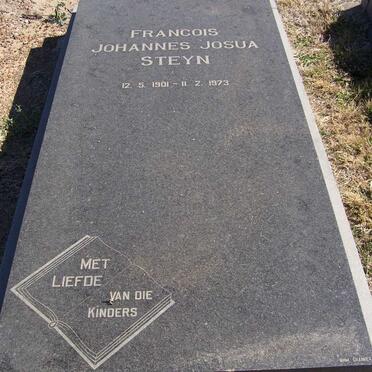 FRANCOIS
JOHANNES JOSUA
STEYN
12. 5. 1901 – 11. 2. 1973
MET
LIEFDE
VAN DIE
KINDERS